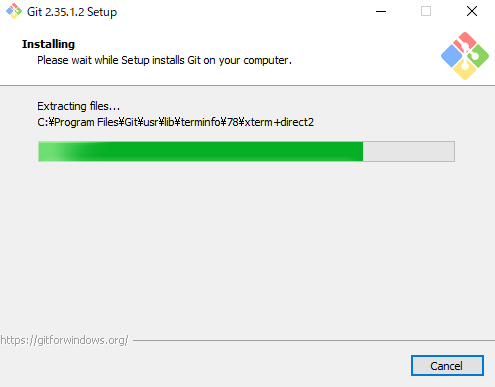 Git 2.35.1.2 Setup
Installing
Please wait while Setup installs Git on your computer.
Extracting files...
C:¥Program Files¥Git¥usr¥lib¥terminfo¥78¥xterm+direct2
https://gitforwindows.org/
Cancel